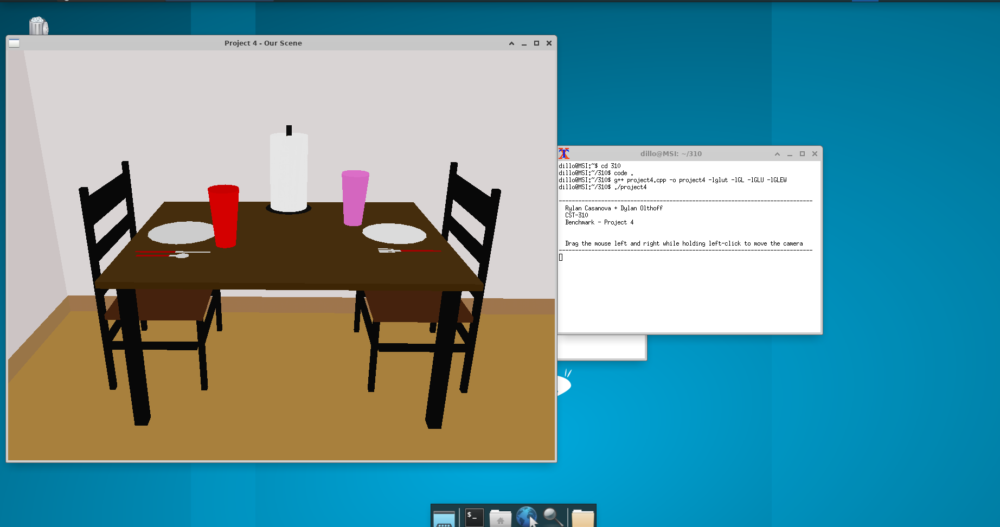 Project 4 - Our Scene
dillo@MSI: ~/310
dillo@MSI:~$ cd 310
dillo@MSI:~/310$ code .
dillo@MSI:~/310$ g++ project4.cpp -o project4 -lglut -lGL -lGLU -lGLEW
dillo@MSI:~/310$ ./project4
--------------------------------------------------------------------------------
Rylan Casanova + Dylan Olthoff
CST-310
Benchmark - Project 4
Drag the mouse left and right while holding left-click to move the camera
--------------------------------------------------------------------------------
$_